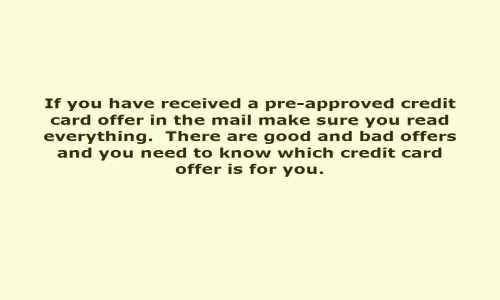 If you have received a pre-approved credit
card offer in the mail make sure you read
everything.  There are good and bad offers
and you need to know which credit card
offer is for you.